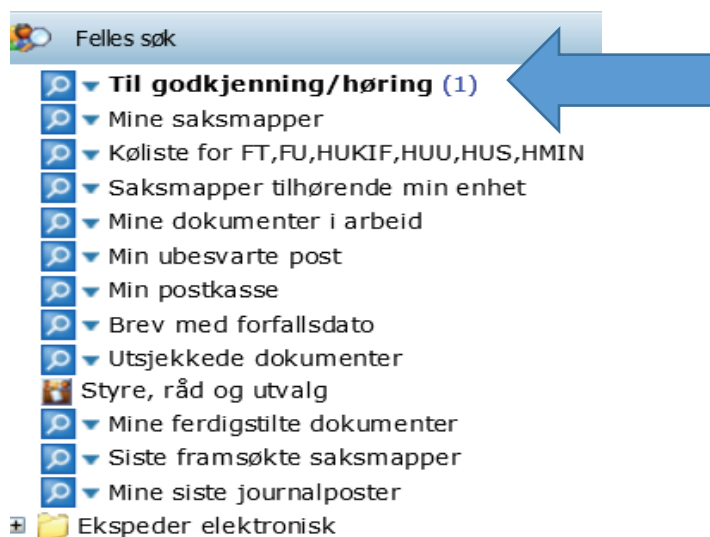 Felles søk
Til godkjenning/høring (1)
Mine saksmapper
Køliste for FT,FU,HUKIF,HUU,HUS,HMIN
Saksmapper tilhørende min enhet
Mine dokumenter i arbeid
Min ubesvarte post
Min postkasse
Brev med forfallsdato
Utsjekkede dokumenter
Styre, råd og utvalg
Mine ferdigstilte dokumenter
Siste framsøkte saksmapper
Mine siste journalposter
Ekspeder elektronisk